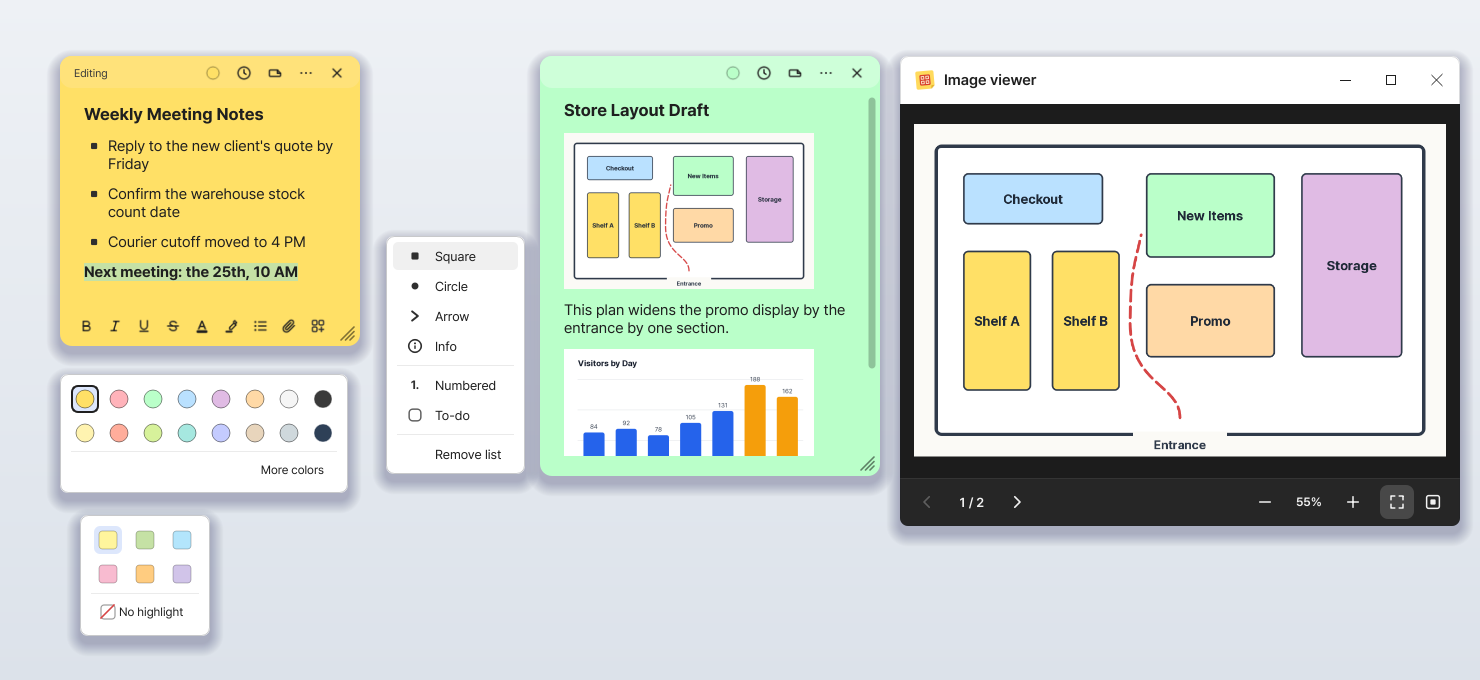 Editing
Weekly Meeting Notes
Reply to the new client's quote by
Friday
Confirm the warehouse stock
count date
Courier cutoff moved to 4 PM
Next meeting: the 25th, 10 AM
B I U S A
More colors
No highlight
Square
Circle
Arrow
Info
1. Numbered
To-do
Remove list
Store Layout Draft
Checkout
New Items
Storage
Shelf A
Shelf B
Promo
Entrance
This plan widens the promo display by the
entrance by one section.
Visitors by Day
84
92
78
105
131
188
162
Image viewer
Checkout
New Items
Storage
Shelf A
Shelf B
Promo
Entrance
1 / 2
55%